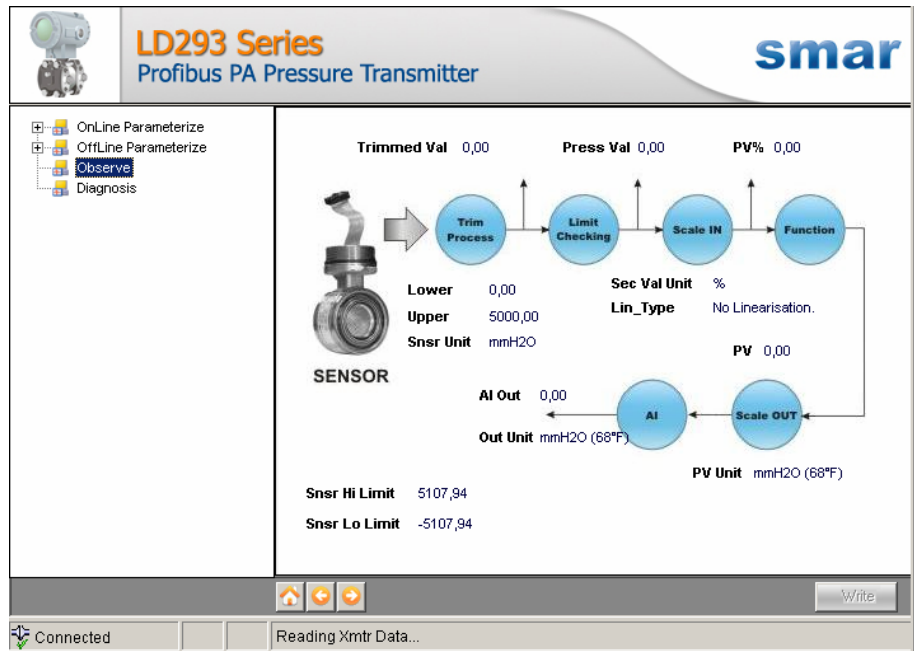 LD293 Series
Profibus PA Pressure Transmitter
smar
OnLine Parameterize
OffLine Parameterize
Observe
Diagnosis
Trimmed Val 0,00 Press Val 0,00 PV% 0,00
Trim Process
Limit Checking
Scale IN
Function
Lower 0,00
Upper 5000,00
Snsr Unit mmH2O
Sec Val Unit %
Lin_Type No Linearisation.
SENSOR
PV 0,00
AI Out 0,00
AI
Scale OUT
Out Unit mmH2O (68°F)
PV Unit mmH2O (68°F)
Snsr Hi Limit 5107,94
Snsr Lo Limit -5107,94
Write
Connected
Reading Xmtr Data...